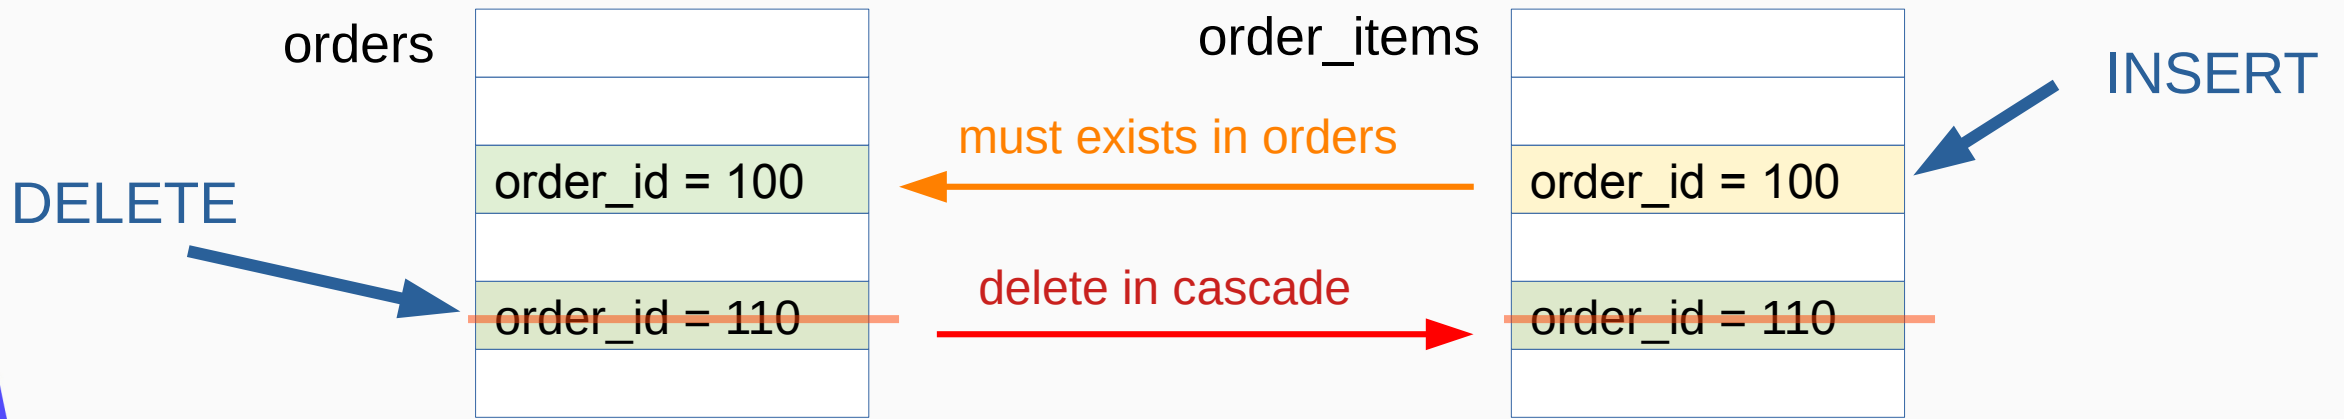 orders
order_items
INSERT
must exists in orders
DELETE
order_id = 100
order_id = 100
delete in cascade
order_id = 110
order_id = 110